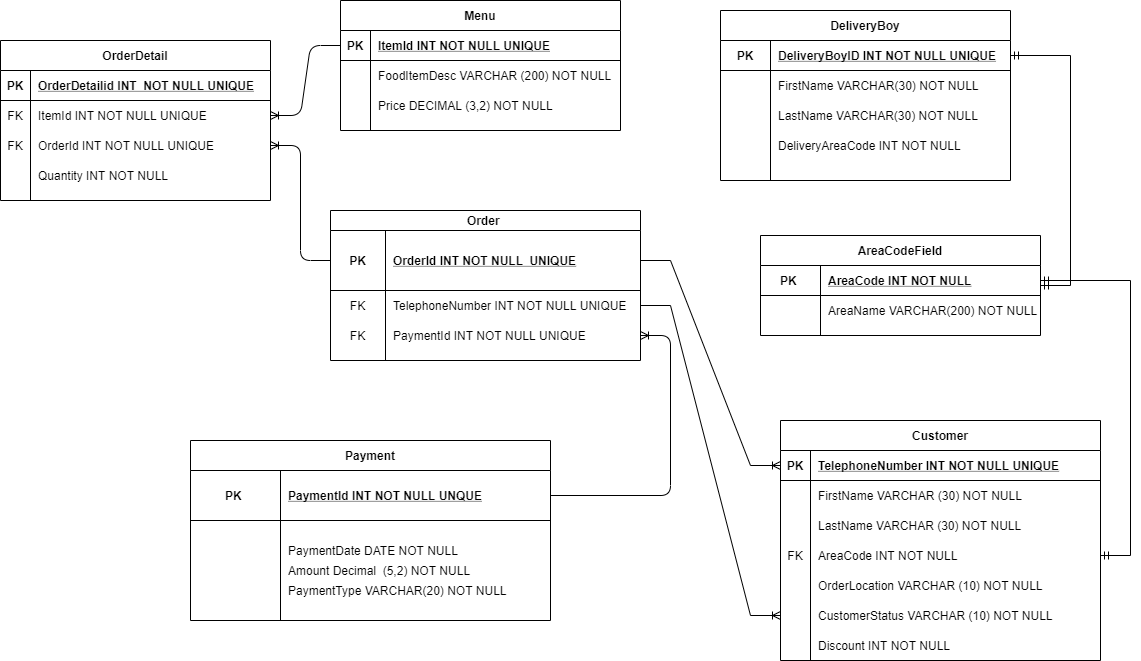 Menu
PK ItemId INT NOT NULL UNIQUE
FoodItemDesc VARCHAR (200) NOT NULL
Price DECIMAL (3,2) NOT NULL
DeliveryBoy
PK DeliveryBoyID INT NOT NULL UNIQUE
FirstName VARCHAR(30) NOT NULL
LastName VARCHAR(30) NOT NULL
DeliveryAreaCode INT NOT NULL
OrderDetail
PK OrderDetailid INT NOT NULL UNIQUE
FK ItemId INT NOT NULL UNIQUE
FK OrderId INT NOT NULL UNIQUE
Quantity INT NOT NULL
Order
PK OrderId INT NOT NULL UNIQUE
FK TelephoneNumber INT NOT NULL UNIQUE
FK PaymentId INT NOT NULL UNIQUE
AreaCodeField
PK AreaCode INT NOT NULL
AreaName VARCHAR(200) NOT NULL
Payment
PK PaymentId INT NOT NULL UNQUE
PaymentDate DATE NOT NULL
Amount Decimal (5,2) NOT NULL
PaymentType VARCHAR(20) NOT NULL
Customer
PK TelephoneNumber INT NOT NULL UNIQUE
FirstName VARCHAR (30) NOT NULL
LastName VARCHAR (30) NOT NULL
FK AreaCode INT NOT NULL
OrderLocation VARCHAR (10) NOT NULL
CustomerStatus VARCHAR (10) NOT NULL
Discount INT NOT NULL